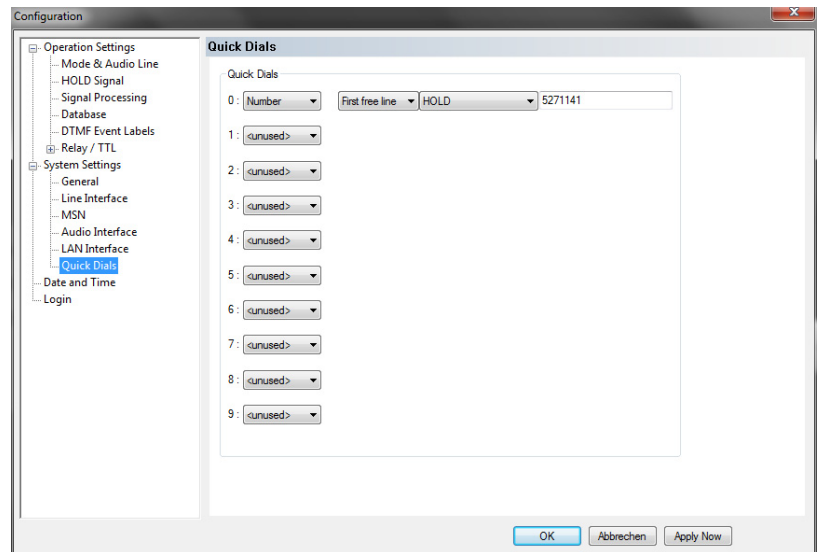 Configuration
Operation Settings
Mode & Audio Line
HOLD Signal
Signal Processing
Database
DTMF Event Labels
Relay / TTL
System Settings
General
Line Interface
MSN
Audio Interface
LAN Interface
Quick Dials
Date and Time
Login
Quick Dials
Quick Dials
0 : Number First free line HOLD 5271141
1 : <unused>
2 : <unused>
3 : <unused>
4 : <unused>
5 : <unused>
6 : <unused>
7 : <unused>
8 : <unused>
9 : <unused>
OK Abbrechen Apply Now